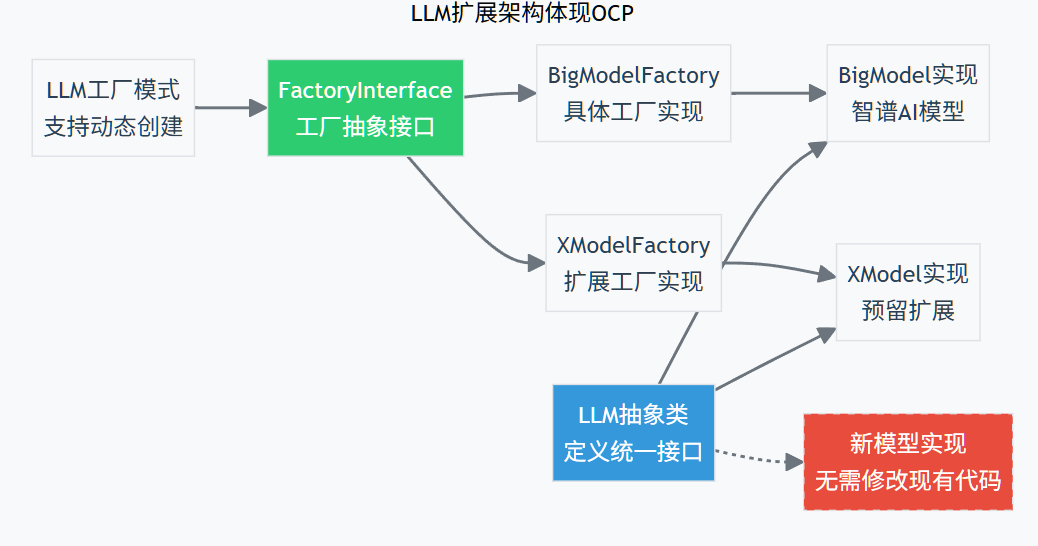 LLM扩展架构体现OCP
LLM工厂模式
支持动态创建
FactoryInterface
工厂抽象接口
BigModelFactory
具体工厂实现
BigModel实现
智谱AI模型
XModelFactory
扩展工厂实现
XModel实现
预留扩展
LLM抽象类
定义统一接口
新模型实现
无需修改现有代码